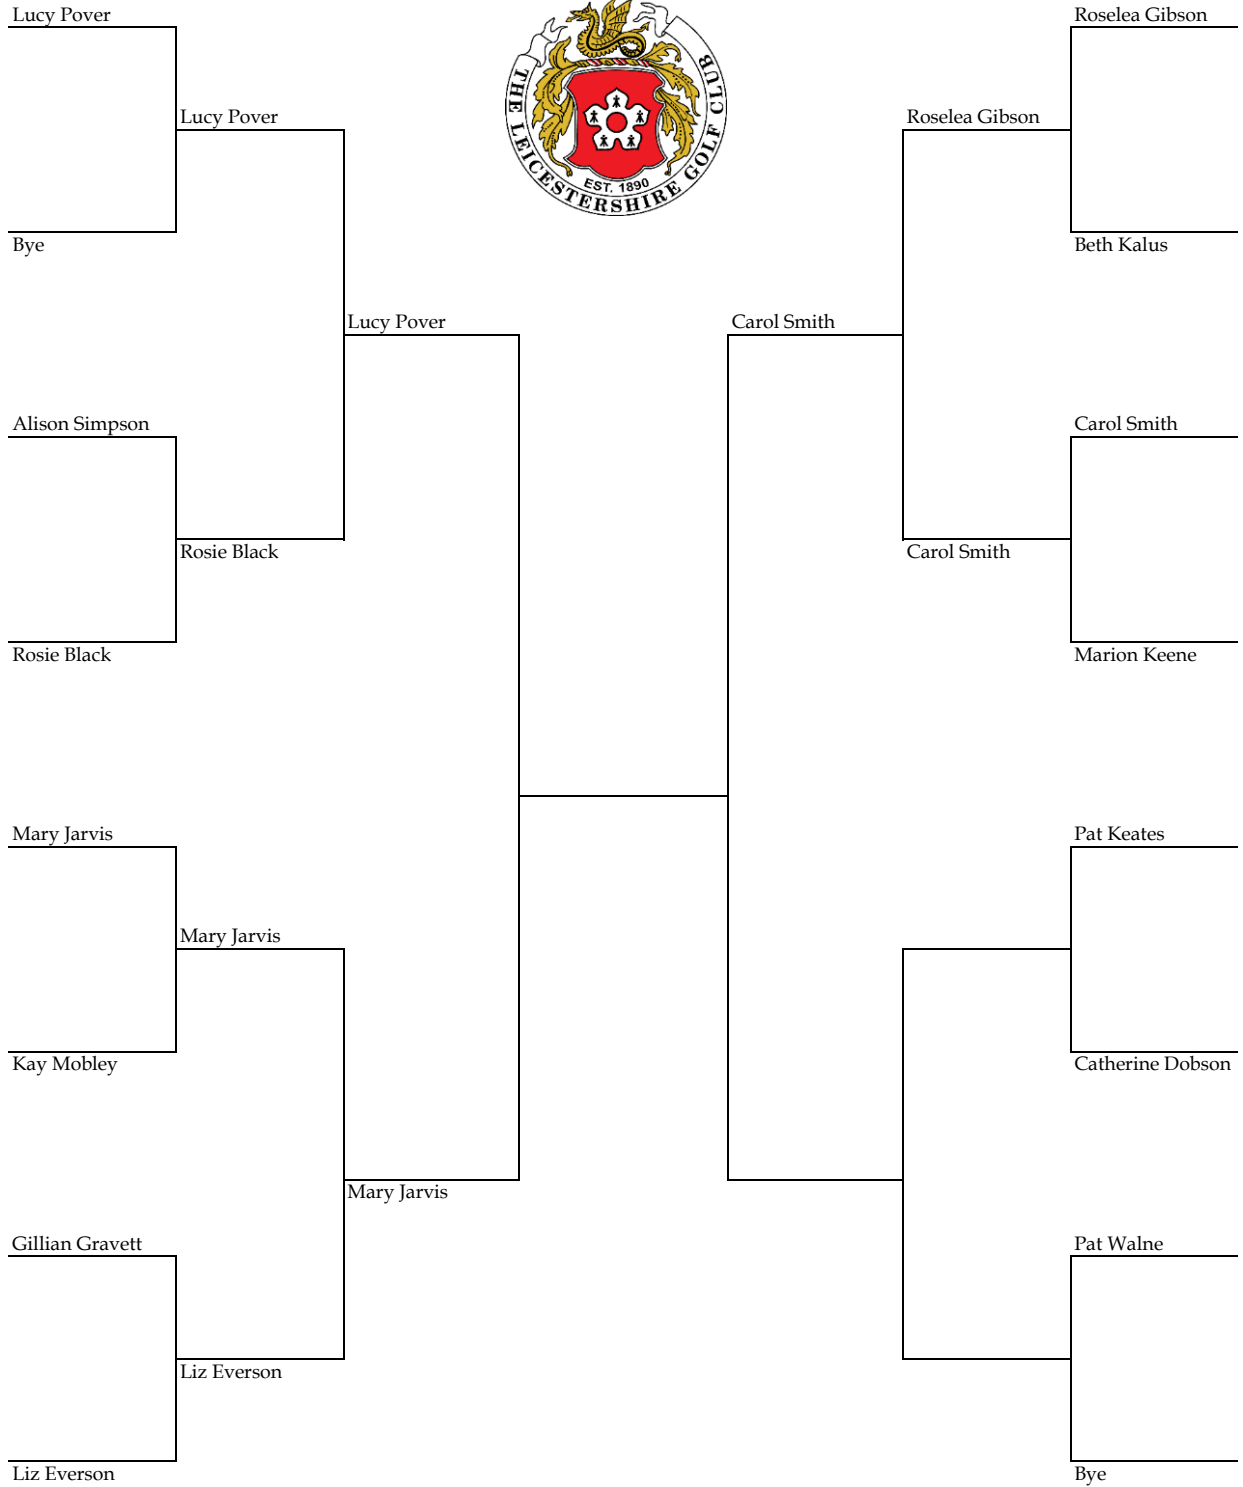 Lucy Pover
Roselea Gibson
THE LEICESTERSHIRE GOLF CLUB
EST. 1890
Lucy Pover
Roselea Gibson
Bye
Beth Kalus
Lucy Pover
Carol Smith
Alison Simpson
Carol Smith
Rosie Black
Carol Smith
Rosie Black
Marion Keene
Mary Jarvis
Pat Keates
Mary Jarvis
Kay Mobley
Catherine Dobson
Mary Jarvis
Gillian Gravett
Pat Walne
Liz Everson
Liz Everson
Bye